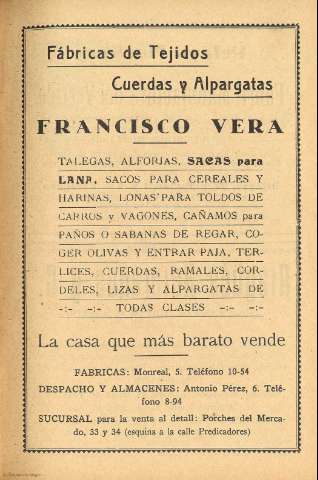 Fábricas de Tejidos
Cuerdas y Alpargatas
FRANCISCO VERA
TALEGAS, ALFORJAS, SACAS para
LANA, SACOS PARA CEREALES Y
HARINAS, LONAS PARA TOLDOS DE
CARROS y VAGONES, CAÑAMOS para
PAÑOS O SABANAS DE REGAR, CO-
GER OLIVAS Y ENTRAR PAJA, TER-
LICES, CUERDAS, RAMALES, COR-
DELES, LIZAS Y ALPARGATAS DE
-:- -:- TODAS CLASES -:- -:-
La casa que más barato vende
FABRICAS: Monreal, 5. Teléfono 10-54
DESPACHO Y ALMACENES: Antonio Pérez, 6. Telé-
fono 8-94
SUCURSAL para la venta al detall: Porches del Merca-
do, 33 y 34 (esquina a la calle Predicadores)